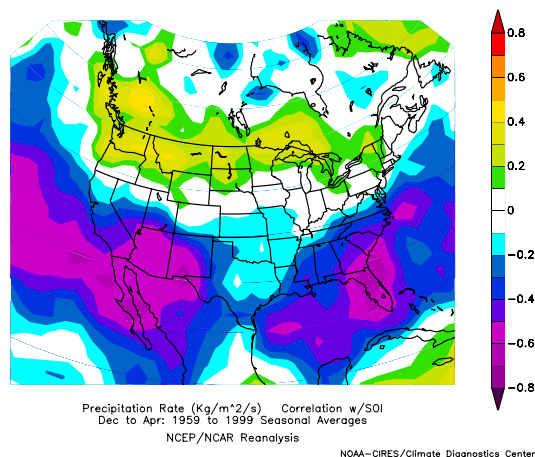 0.8
0.6
0.4
0.2
0
-0.2
-0.4
-0.6
-0.8
Precipitation Rate (Kg/m^2/s) Correlation w/SOI
Dec to Apr: 1959 to 1999 Seasonal Averages
NCEP/NCAR Reanalysis
NOAA-CIRES/Climate Diagnostics Center